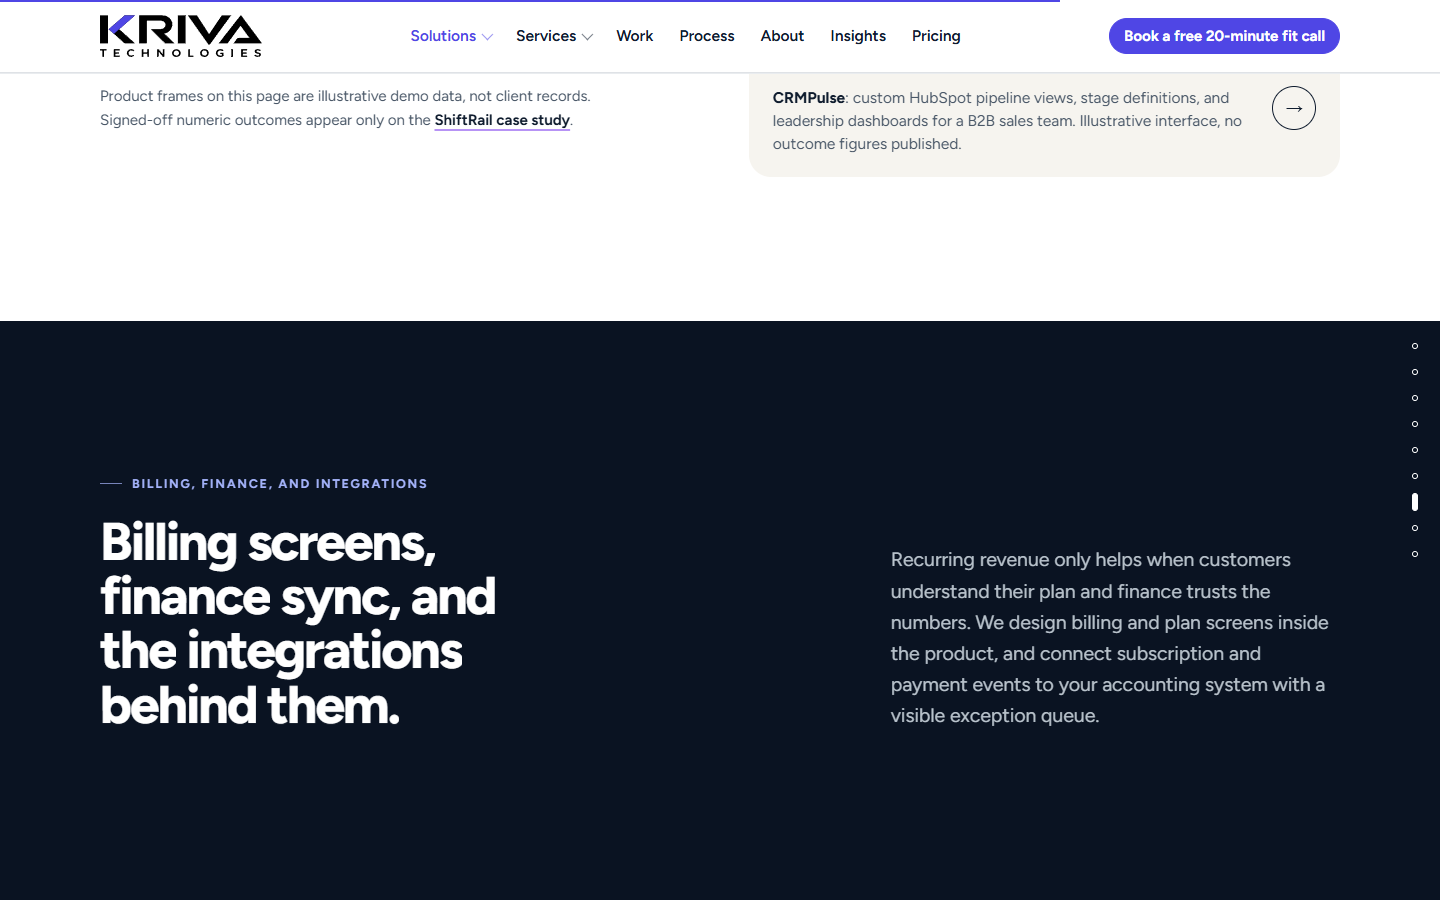 KRIVA
TECHNOLOGIES
Solutions
Services
Work
Process
About
Insights
Pricing
Book a free 20-minute fit call
Product frames on this page are illustrative demo data, not client records.
Signed-off numeric outcomes appear only on the ShiftRail case study.
CRMPulse: custom HubSpot pipeline views, stage definitions, and
leadership dashboards for a B2B sales team. Illustrative interface, no
outcome figures published.
→
BILLING, FINANCE, AND INTEGRATIONS
Billing screens,
finance sync, and
the integrations
behind them.
Recurring revenue only helps when customers
understand their plan and finance trusts the
numbers. We design billing and plan screens inside
the product, and connect subscription and
payment events to your accounting system with a
visible exception queue.